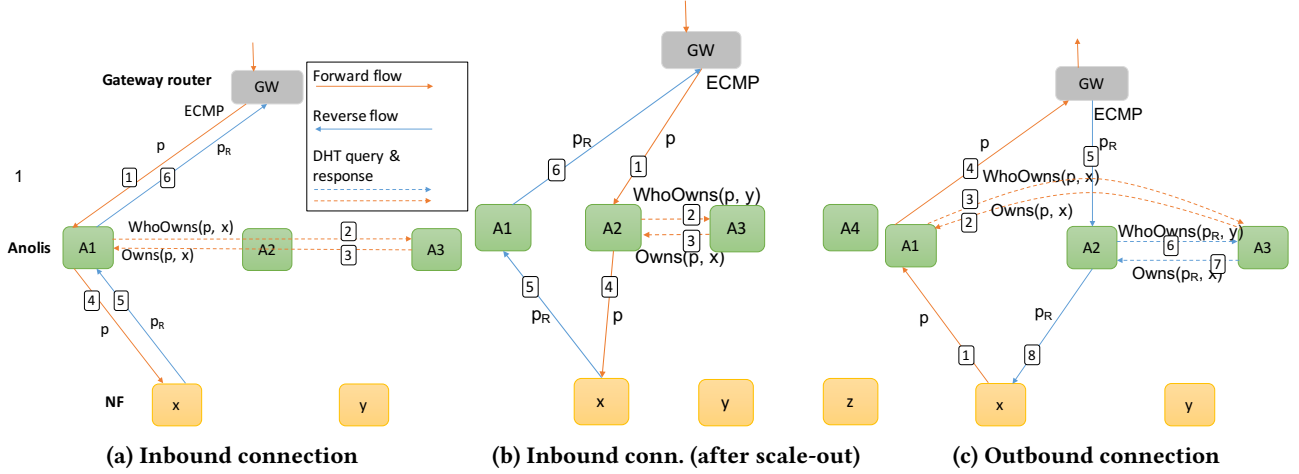 Gateway router
GW
ECMP
p
pR
1
6
1
Anolis
A1
A2
A3
WhoOwns(p, x)
2
Owns(p, x)
3
4
5
p
pR
NF
x
y
(a) Inbound connection
Forward flow
Reverse flow
DHT query &
response
GW
ECMP
p
pR
6
1
A1
A2
A3
A4
WhoOwns(p, y)
2
3
Owns(p, x)
4
5
pR
p
x
y
z
(b) Inbound conn. (after scale-out)
GW
ECMP
p
pR
4
5
WhoOwns(p, x)
3
2
Owns(p, x)
A1
A2
A3
WhoOwns(pR, y)
6
7
Owns(pR, x)
p
pR
1
8
x
y
(c) Outbound connection